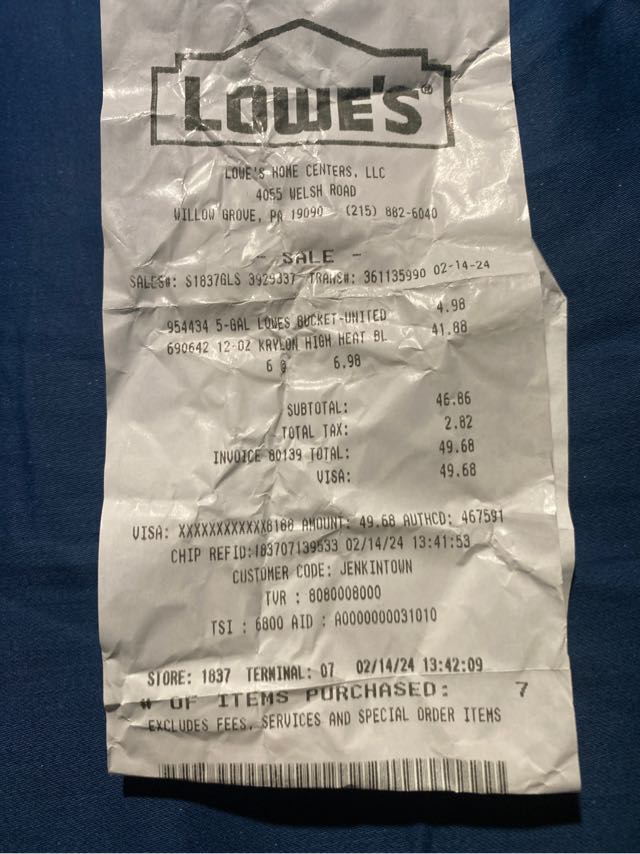 LOWE'S®
LOWE'S HOME CENTERS, LLC
4055 WELSH ROAD
WILLOW GROVE, PA 19090 (215) 882-6040
- SALE -
SALES#: S1837GLS 3929337 TRANS#: 361135990 02-14-24
954434 5-GAL LOWES BUCKET-UNITED 4.98
690642 12-OZ KRYLON HIGH HEAT BL 41.88
6 @ 6.98
SUBTOTAL: 46.86
TOTAL TAX: 2.82
INVOICE 80139 TOTAL: 49.68
VISA: 49.68
VISA: XXXXXXXXXXXX8188 AMOUNT: 49.68 AUTHCD: 467591
CHIP REFID:183707139533 02/14/24 13:41:53
CUSTOMER CODE: JENKINTOWN
TVR : 8080008000
TSI : 6800 AID : A0000000031010
STORE: 1837 TERMINAL: 07 02/14/24 13:42:09
# OF ITEMS PURCHASED: 7
EXCLUDES FEES, SERVICES AND SPECIAL ORDER ITEMS